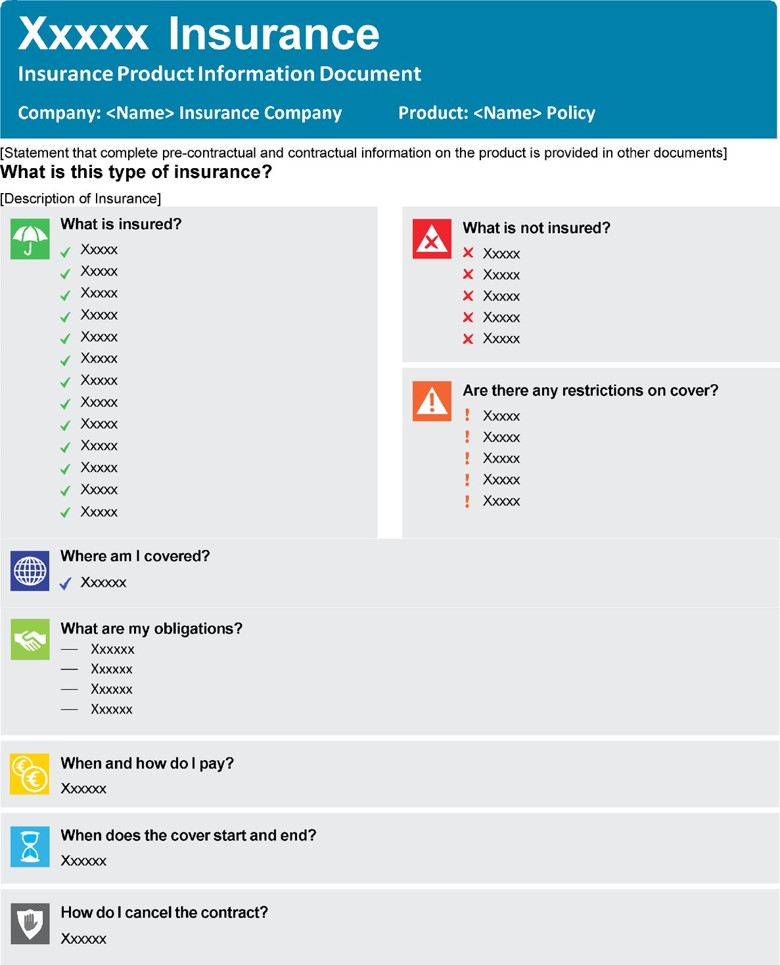 Xxxxx Insurance
Insurance Product Information Document
Company: <Name> Insurance Company Product: <Name> Policy
[Statement that complete pre-contractual and contractual information on the product is provided in other documents]
What is this type of insurance?
[Description of Insurance]
What is insured?
Xxxxx
Xxxxx
Xxxxx
Xxxxx
Xxxxx
Xxxxx
Xxxxx
Xxxxx
Xxxxx
Xxxxx
Xxxxx
Xxxxx
Xxxxx
What is not insured?
Xxxxx
Xxxxx
Xxxxx
Xxxxx
Xxxxx
Are there any restrictions on cover?
! Xxxxx
! Xxxxx
! Xxxxx
! Xxxxx
! Xxxxx
Where am I covered?
Xxxxxx
What are my obligations?
— Xxxxxx
— Xxxxxx
— Xxxxxx
— Xxxxxx
When and how do I pay?
Xxxxxx
When does the cover start and end?
Xxxxxx
How do I cancel the contract?
Xxxxxx